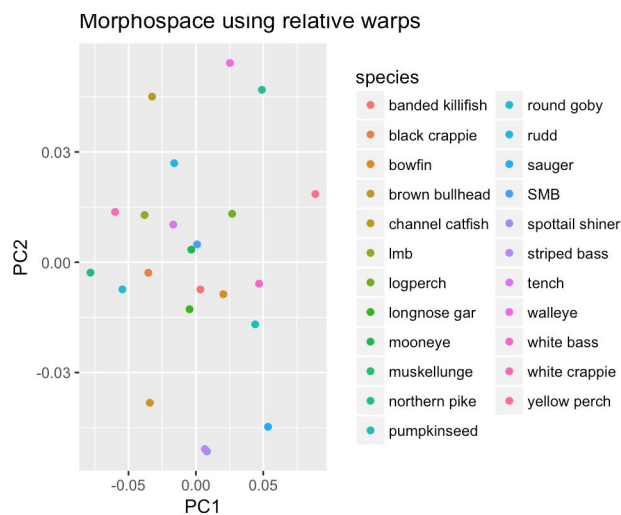 Morphospace using relative warps
PC2
0.03
0.00
-0.03
-0.05
0.00
0.05
PC1
species
banded killifish
black crappie
bowfin
brown bullhead
channel catfish
lmb
logperch
longnose gar
mooneye
muskellunge
northern pike
pumpkinseed
round goby
rudd
sauger
SMB
spottail shiner
striped bass
tench
walleye
white bass
white crappie
yellow perch